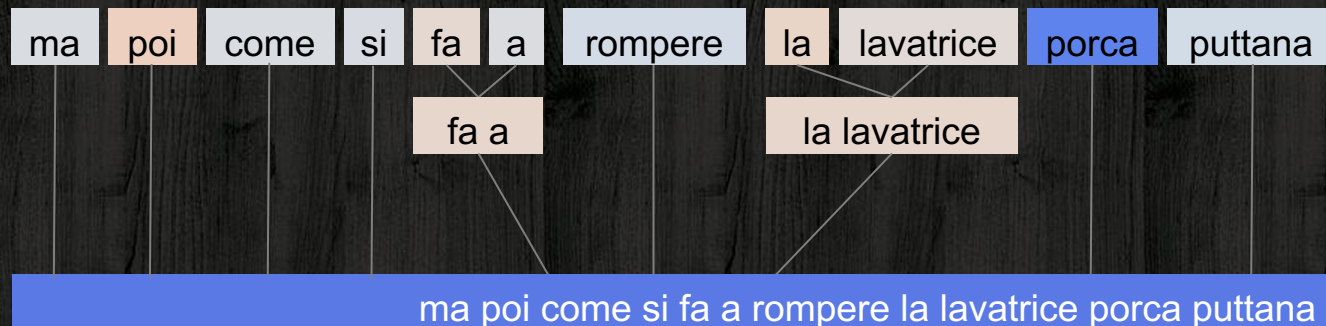 ma poi come si fa a rompere la lavatrice porca puttana
fa a la lavatrice
ma poi come si fa a rompere la lavatrice porca puttana